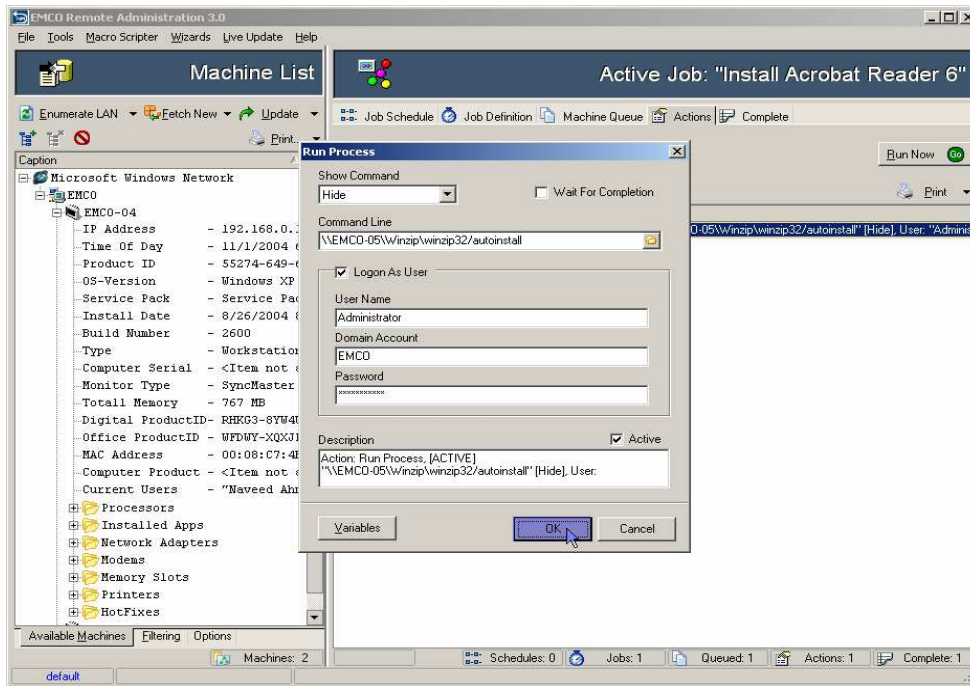 EMCO Remote Administration 3.0
File Tools Macro Scripter Wizards Live Update Help
Machine List
Active Job: "Install Acrobat Reader 6"
Enumerate LAN Fetch New Update
Print..
Job Schedule Job Definition Machine Queue Actions Complete
Run Now Go
Print
Caption
Microsoft Windows Network
EMCO
EMCO-04
IP Address - 192.168.0.
Time Of Day - 11/1/2004
Product ID - 55274-649-
OS-Version - Windows XP
Service Pack - Service Pa
Install Date - 8/26/2004
Build Number - 2600
Type - Workstation
Computer Serial - <Item not
Monitor Type - SyncMaster
Totall Memory - 767 MB
Digital ProductID- RHKG3-8YW4
Office ProductID - WFDWY-XQXJ
MAC Address - 00:08:C7:4
Computer Product - <Item not
Current Users - "Naveed Ahm
Processors
Installed Apps
Network Adapters
Modems
Memory Slots
Printers
HotFixes
Available Machines Filtering Options
Machines: 2
default
Run Process
Show Command
Hide
Wait For Completion
Command Line
\\EMCO-05\Winzip\winzip32/autoinstall
Logon As User
User Name
Administrator
Domain Account
EMCO
Password
xxxxxxxxxxx
Description
Active
Action: Run Process, [ACTIVE]
"\\EMCO-05\Winzip\winzip32/autoinstall" [Hide], User:
Variables OK Cancel
O-05\Winzip\winzip32/autoinstall" [Hide], User: "Adminis
Schedules: 0 Jobs: 1 Queued: 1 Actions: 1 Complete: 1